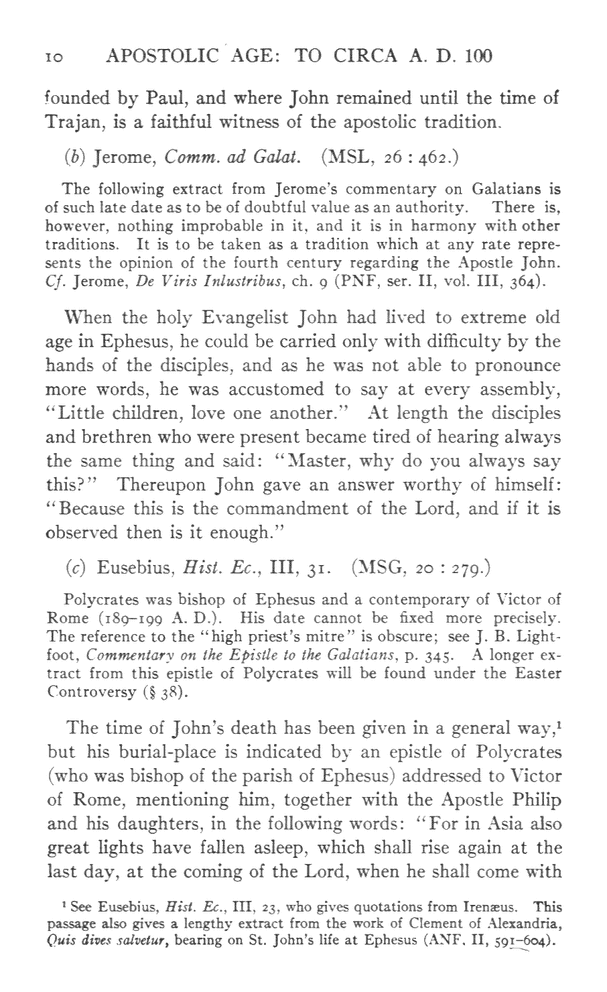 10 APOSTOLIC AGE: TO CIRCA A. D. 100
founded by Paul, and where John remained until the time of
Trajan, is a faithful witness of the apostolic tradition.
(b) Jerome, Comm. ad Galat. (MSL, 26 : 462.)
The following extract from Jerome's commentary on Galatians is
of such late date as to be of doubtful value as an authority. There is,
however, nothing improbable in it, and it is in harmony with other
traditions. It is to be taken as a tradition which at any rate repre-
sents the opinion of the fourth century regarding the Apostle John.
Cf. Jerome, De Viris Inlustribus, ch. 9 (PNF, ser. II, vol. III, 364).
When the holy Evangelist John had lived to extreme old
age in Ephesus, he could be carried only with difficulty by the
hands of the disciples, and as he was not able to pronounce
more words, he was accustomed to say at every assembly,
“Little children, love one another.” At length the disciples
and brethren who were present became tired of hearing always
the same thing and said: “Master, why do you always say
this?” Thereupon John gave an answer worthy of himself:
“Because this is the commandment of the Lord, and if it is
observed then is it enough.”
(c) Eusebius, Hist. Ec., III, 31. (MSG, 20 : 279.)
Polycrates was bishop of Ephesus and a contemporary of Victor of
Rome (189–199 A. D.). His date cannot be fixed more precisely.
The reference to the “high priest's mitre” is obscure; see J. B. Light-
foot, Commentary on the Epistle to the Galatians, p. 345. A longer ex-
tract from this epistle of Polycrates will be found under the Easter
Controversy (§ 38).
The time of John's death has been given in a general way,¹
but his burial-place is indicated by an epistle of Polycrates
(who was bishop of the parish of Ephesus) addressed to Victor
of Rome, mentioning him, together with the Apostle Philip
and his daughters, in the following words: “For in Asia also
great lights have fallen asleep, which shall rise again at the
last day, at the coming of the Lord, when he shall come with
¹ See Eusebius, Hist. Ec., III, 23, who gives quotations from Irenæus. This
passage also gives a lengthy extract from the work of Clement of Alexandria,
Quis dives salvetur, bearing on St. John's life at Ephesus (ANF, II, 591–604).